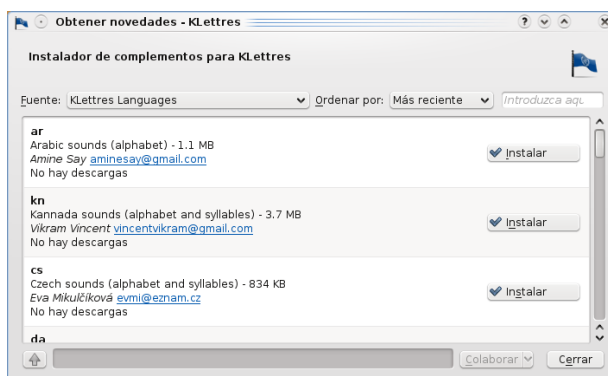 Obtener novedades - KLettres
Instalador de complementos para KLettres
Fuente: KLettres Languages Ordenar por: Más reciente Introduzca aqu
ar
Arabic sounds (alphabet) - 1.1 MB
Amine Say aminesay@gmail.com
No hay descargas
Instalar
kn
Kannada sounds (alphabet and syllables) - 3.7 MB
Vikram Vincent vincentvikram@gmail.com
No hay descargas
Instalar
cs
Czech sounds (alphabet and syllables) - 834 KB
Eva Mikulčíková evmi@eznam.cz
No hay descargas
Instalar
da
Colaborar Cerrar